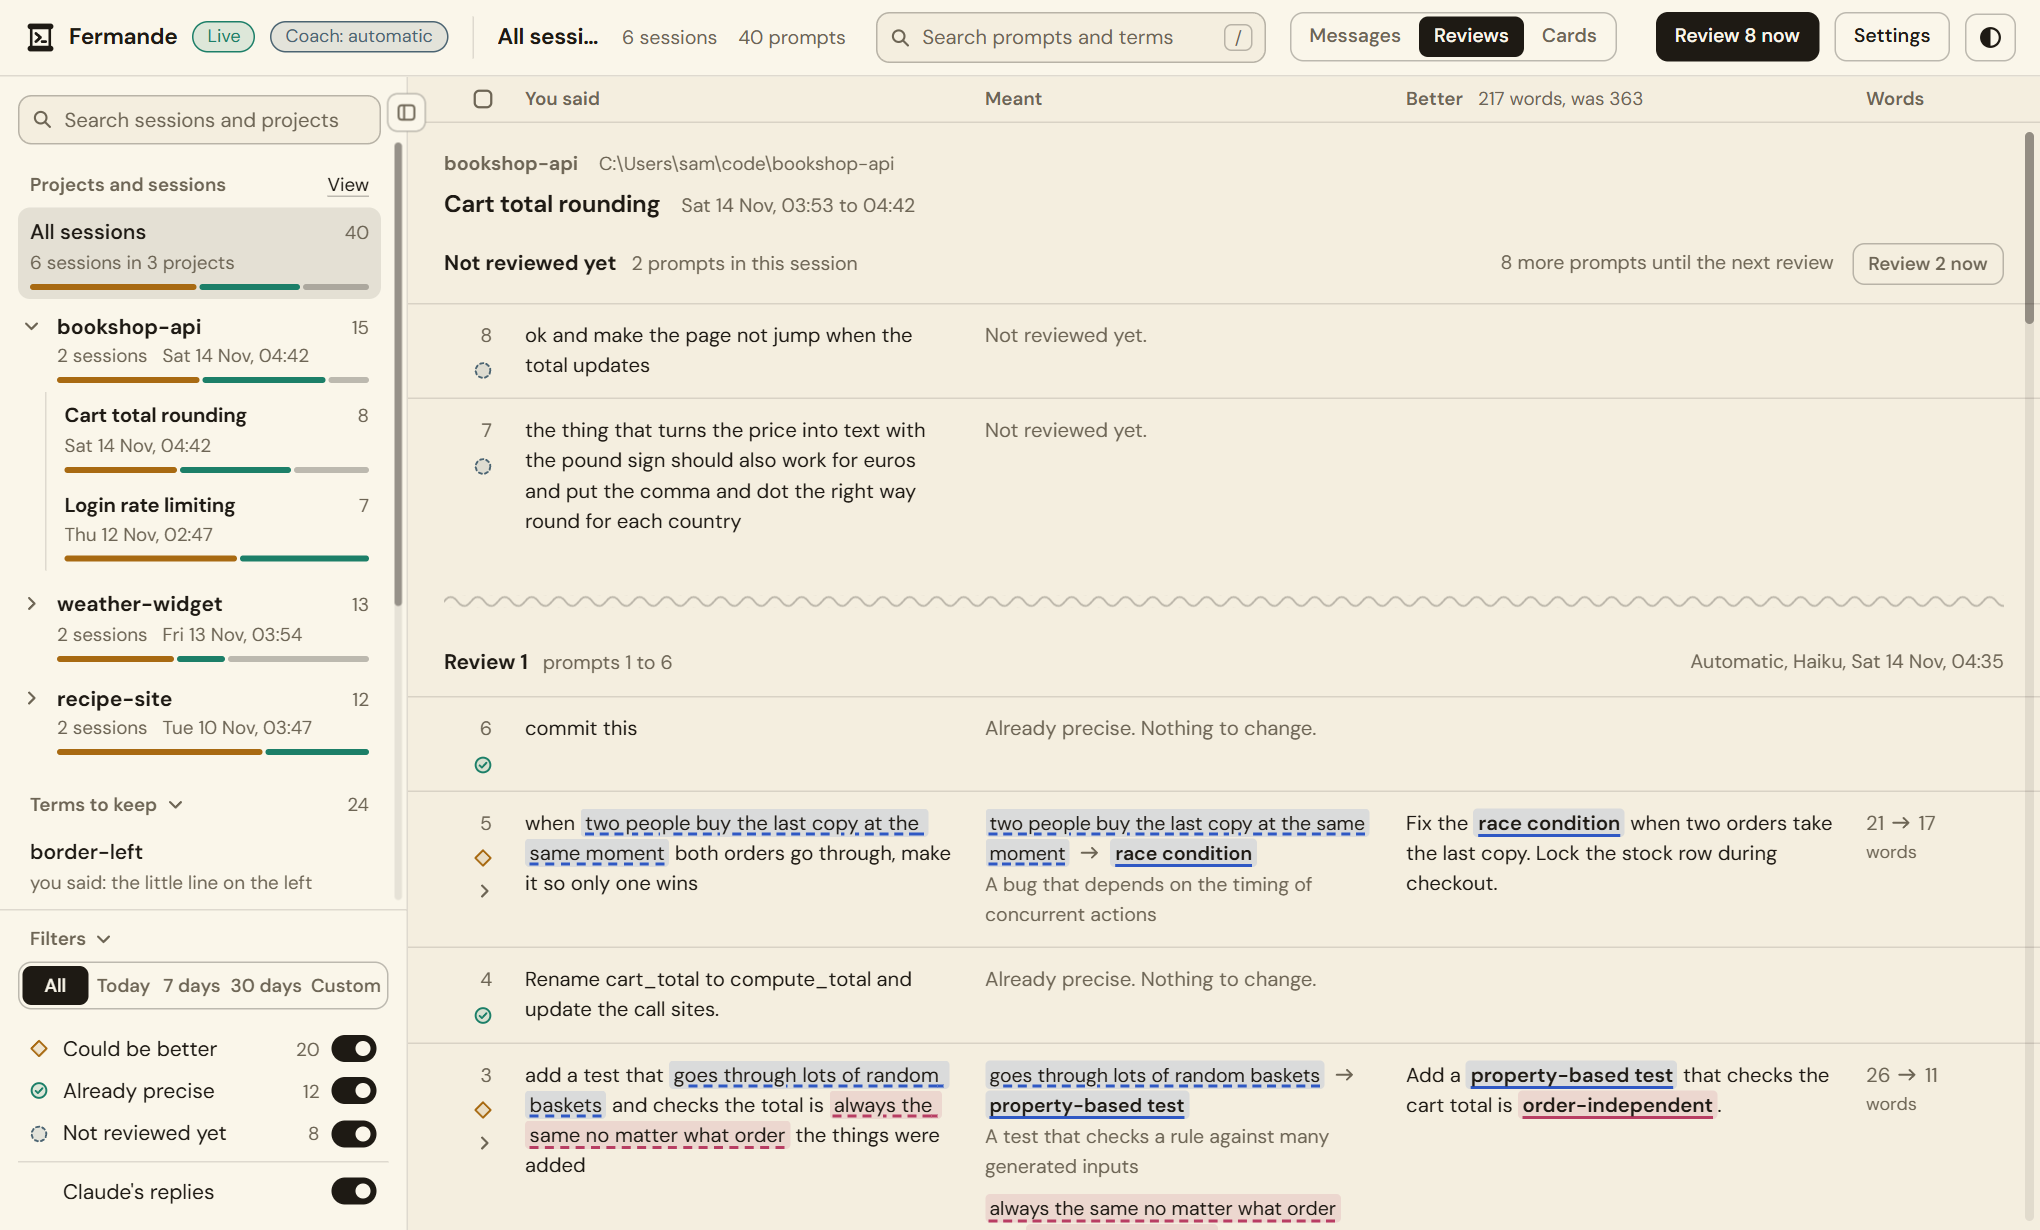 Fermande
Live
Coach: automatic
All sessi...
6 sessions
40 prompts
Search prompts and terms
/
Messages
Reviews
Cards
Review 8 now
Settings
Search sessions and projects
Projects and sessions
View
All sessions
40
6 sessions in 3 projects
bookshop-api
15
2 sessions Sat 14 Nov, 04:42
Cart total rounding
8
Sat 14 Nov, 04:42
Login rate limiting
7
Thu 12 Nov, 02:47
weather-widget
13
2 sessions Fri 13 Nov, 03:54
recipe-site
12
2 sessions Tue 10 Nov, 03:47
Terms to keep
24
border-left
you said: the little line on the left
Filters
All
Today
7 days
30 days
Custom
Could be better
20
Already precise
12
Not reviewed yet
8
Claude's replies
You said
Meant
Better 217 words, was 363
Words
bookshop-api C:\Users\sam\code\bookshop-api
Cart total rounding Sat 14 Nov, 03:53 to 04:42
Not reviewed yet 2 prompts in this session
8 more prompts until the next review
Review 2 now
8
ok and make the page not jump when the
total updates
Not reviewed yet.
7
the thing that turns the price into text with
the pound sign should also work for euros
and put the comma and dot the right way
round for each country
Not reviewed yet.
Review 1 prompts 1 to 6
Automatic, Haiku, Sat 14 Nov, 04:35
6
commit this
Already precise. Nothing to change.
5
when two people buy the last copy at the
same moment both orders go through, make
it so only one wins
two people buy the last copy at the same
moment → race condition
A bug that depends on the timing of
concurrent actions
Fix the race condition when two orders take
the last copy. Lock the stock row during
checkout.
21 → 17
words
4
Rename cart_total to compute_total and
update the call sites.
Already precise. Nothing to change.
3
add a test that goes through lots of random
baskets and checks the total is always the
same no matter what order the things were
added
goes through lots of random baskets →
property-based test
A test that checks a rule against many
generated inputs
always the same no matter what order
Add a property-based test that checks the
cart total is order-independent.
26 → 11
words